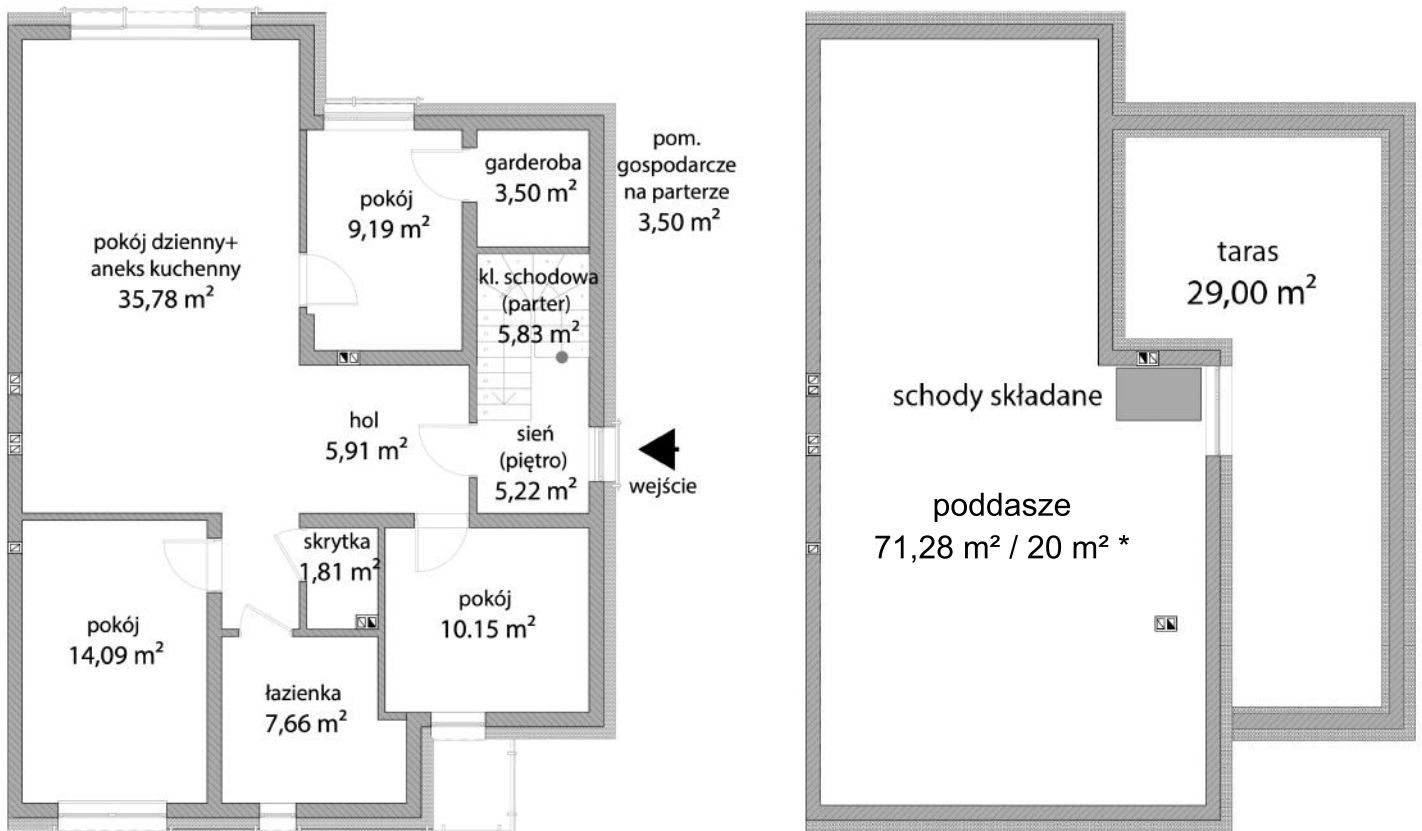 pokój dzienny+
aneks kuchenny
35,78 m²
pokój
9,19 m²
garderoba
3,50 m²
pom.
gospodarcze
na parterze
3,50 m²
kl. schodowa
(parter)
5,83 m²
hol
5,91 m²
sień
(piętro)
5,22 m²
wejście
skrytka
1,81 m²
pokój
14,09 m²
pokój
10.15 m²
łazienka
7,66 m²
taras
29,00 m²
schody składane
poddasze
71,28 m² / 20 m² *